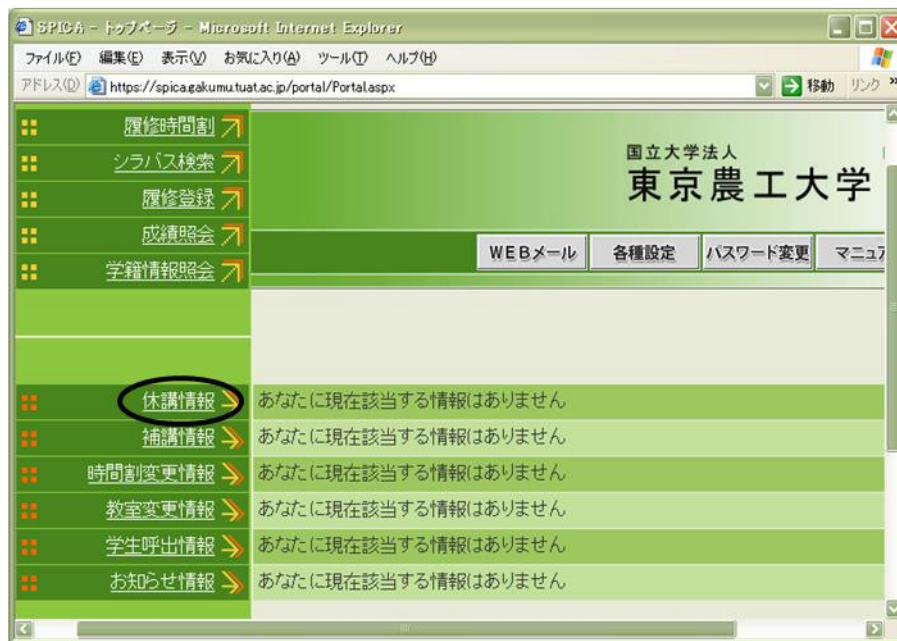 SPICA - トップページ - Microsoft Internet Explorer
ファイル(F) 編集(E) 表示(V) お気に入り(A) ツール(T) ヘルプ(H)
アドレス(D) https://spica.gakumu.tuat.ac.jp/portal/Portal.aspx 移動 リンク »
履修時間割
シラバス検索
履修登録
成績照会
学籍情報照会
国立大学法人
東京農工大学
WEBメール 各種設定 パスワード変更 マニュア
休講情報 あなたに現在該当する情報はありません
補講情報 あなたに現在該当する情報はありません
時間割変更情報 あなたに現在該当する情報はありません
教室変更情報 あなたに現在該当する情報はありません
学生呼出情報 あなたに現在該当する情報はありません
お知らせ情報 あなたに現在該当する情報はありません